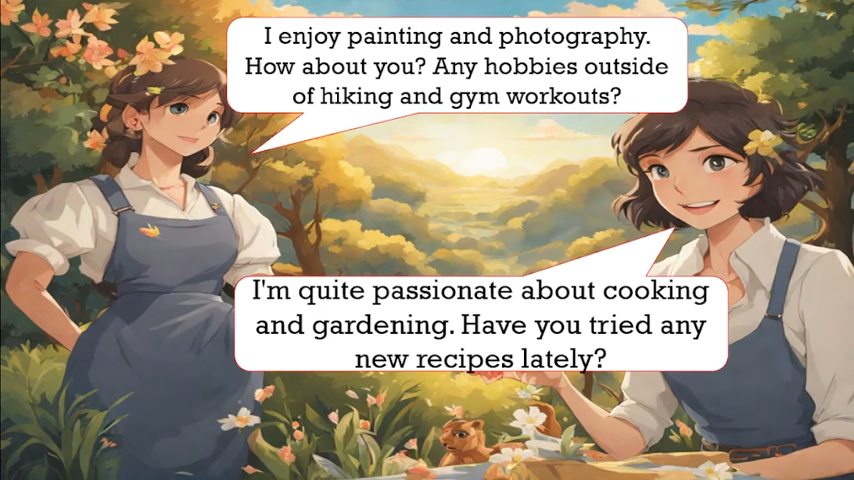 I enjoy painting and photography.
How about you? Any hobbies outside
of hiking and gym workouts?
I'm quite passionate about cooking
and gardening. Have you tried any
new recipes lately?